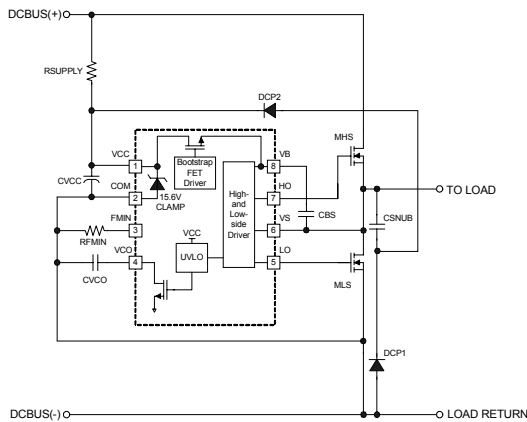 DCBUS(+)
RSUPPLY
DCP2
MHS
VCC
1
Bootstrap
FET
Driver
VB
8
CVCC
COM
2
15.6V
CLAMP
High-
and
Low-
side
Driver
HO
7
TO LOAD
CBS
CSNUB
FMIN
3
RFMIN
VS
6
VCO
4
VCC
UVLO
LO
5
CVCO
MLS
DCP1
DCBUS(-)
LOAD RETURN